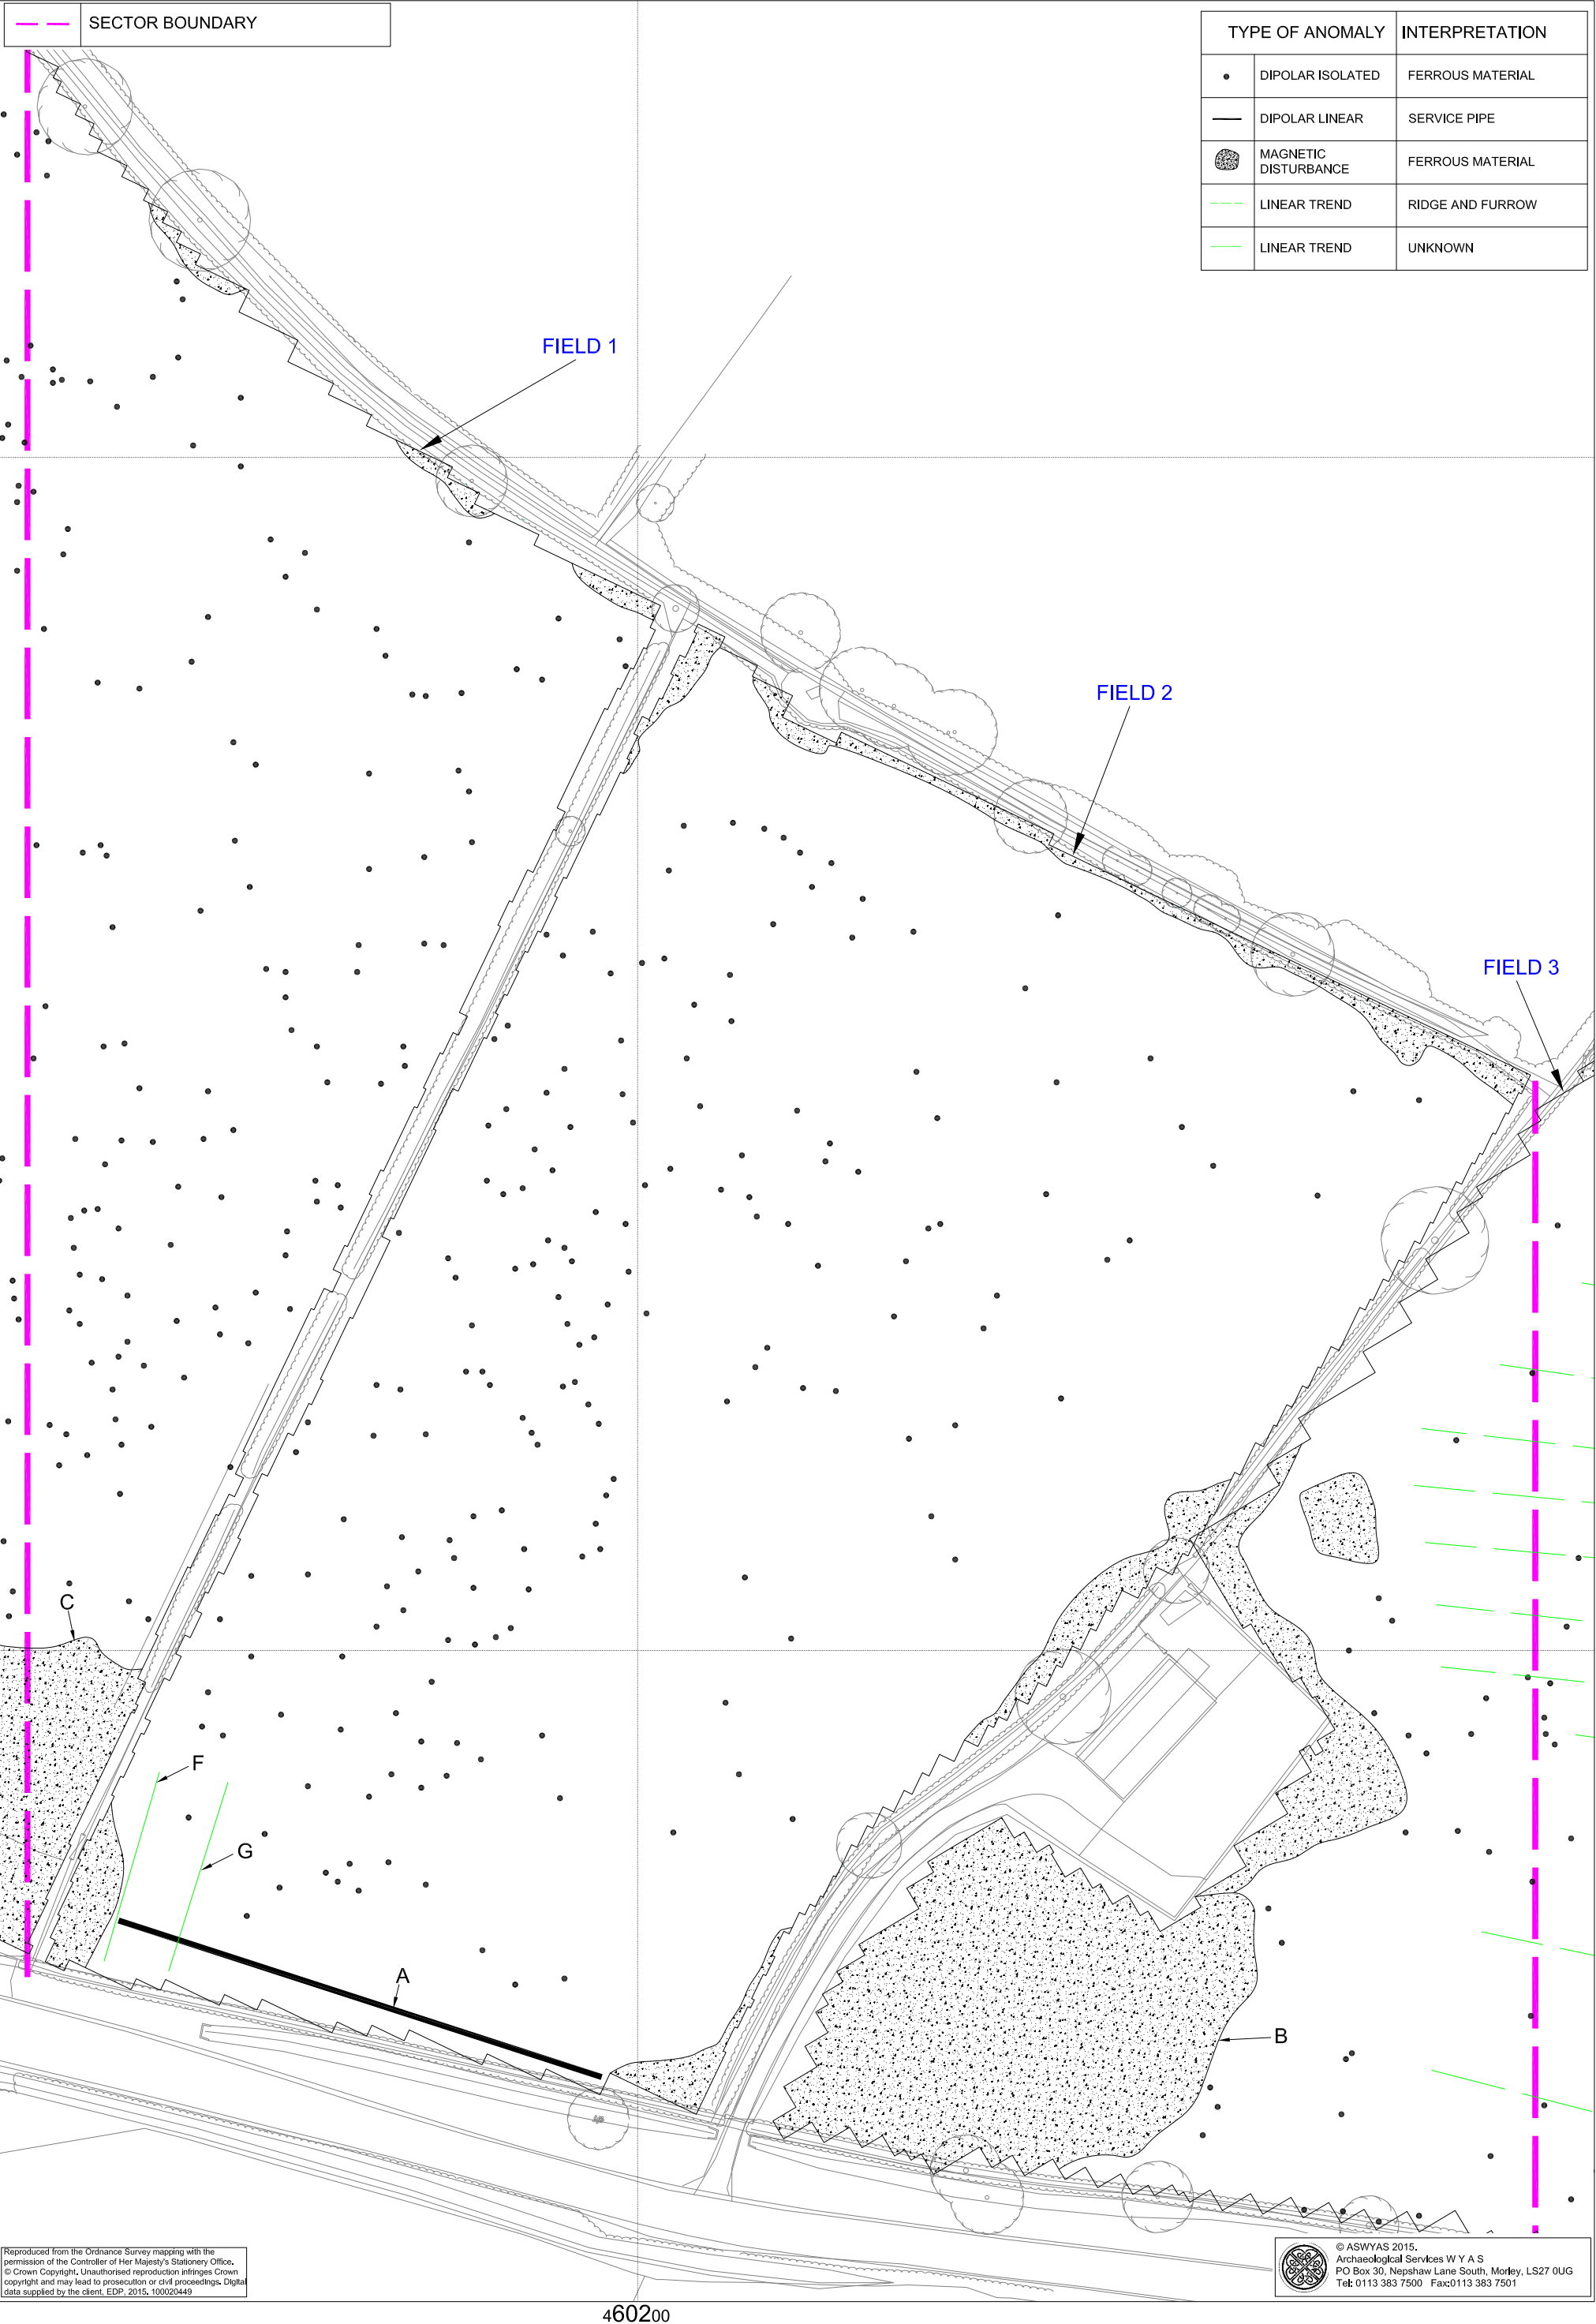 SECTOR BOUNDARY
TYPE OF ANOMALY INTERPRETATION
DIPOLAR ISOLATED FERROUS MATERIAL
DIPOLAR LINEAR SERVICE PIPE
MAGNETIC
DISTURBANCE FERROUS MATERIAL
LINEAR TREND RIDGE AND FURROW
LINEAR TREND UNKNOWN
FIELD 1
FIELD 2
FIELD 3
C
F
G
A
B
Reproduced from the Ordnance Survey mapping with the
permission of the Controller of Her Majesty's Stationery Office.
© Crown Copyright. Unauthorised reproduction infringes Crown
copyright and may lead to prosecution or civil proceedings. Digital
data supplied by the client, EDP, 2015. 100020449
© ASWYAS 2015.
Archaeological Services W Y A S
PO Box 30, Nepshaw Lane South, Morley, LS27 0UG
Tel: 0113 383 7500 Fax:0113 383 7501
460200